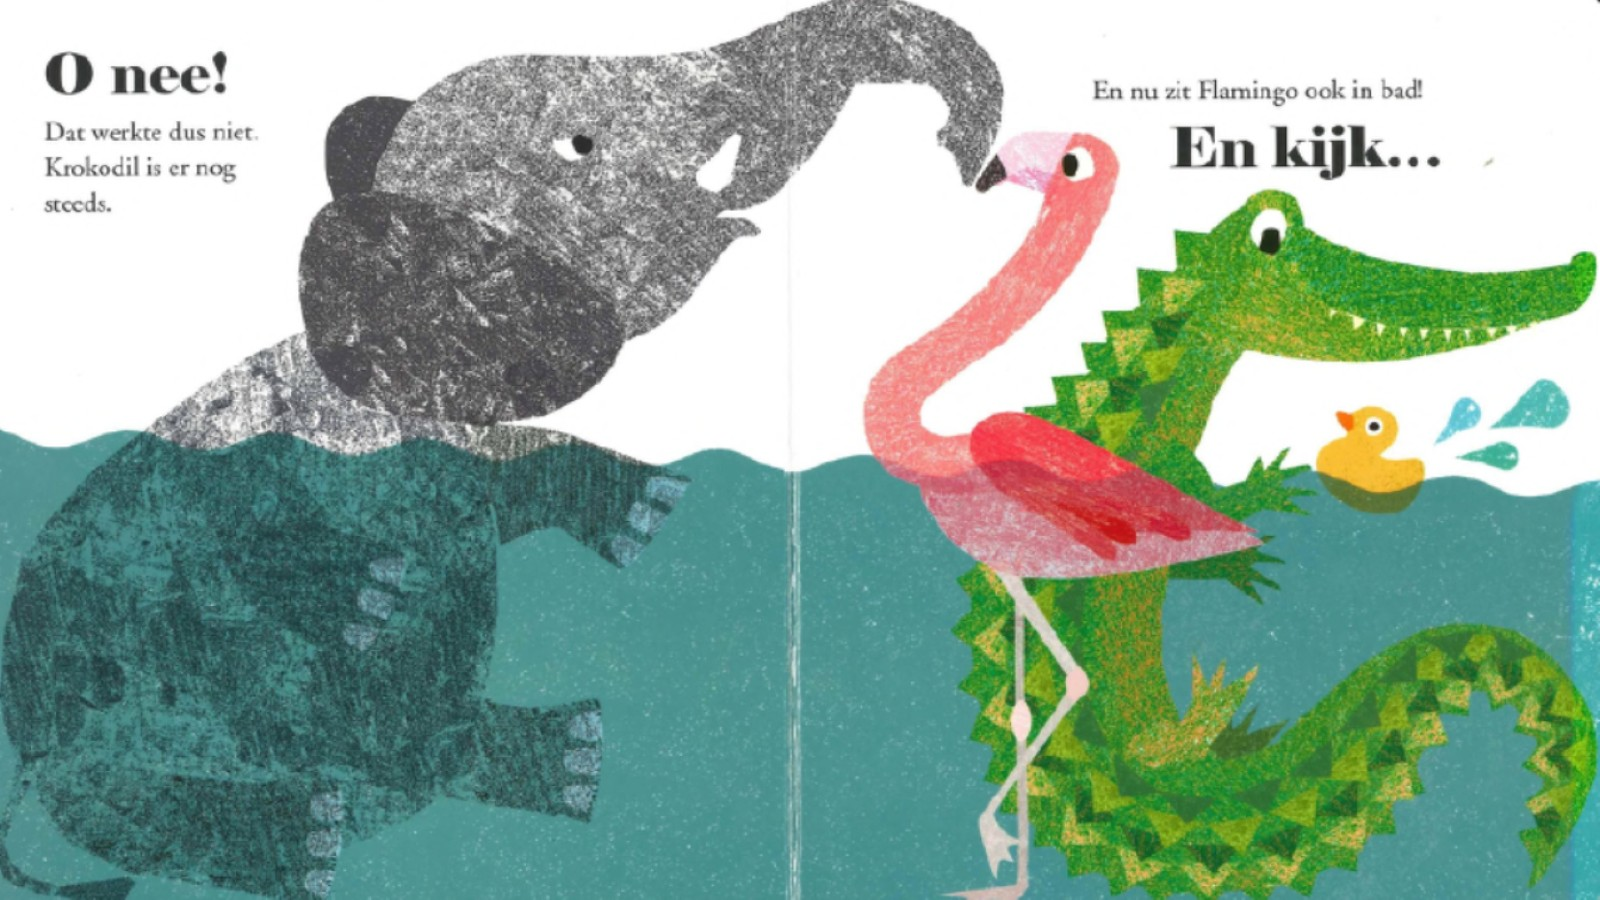 O nee!
Dat werkte dus niet.
Krokodil is er nog
steeds.
En nu zit Flamingo ook in bad!
En kijk...